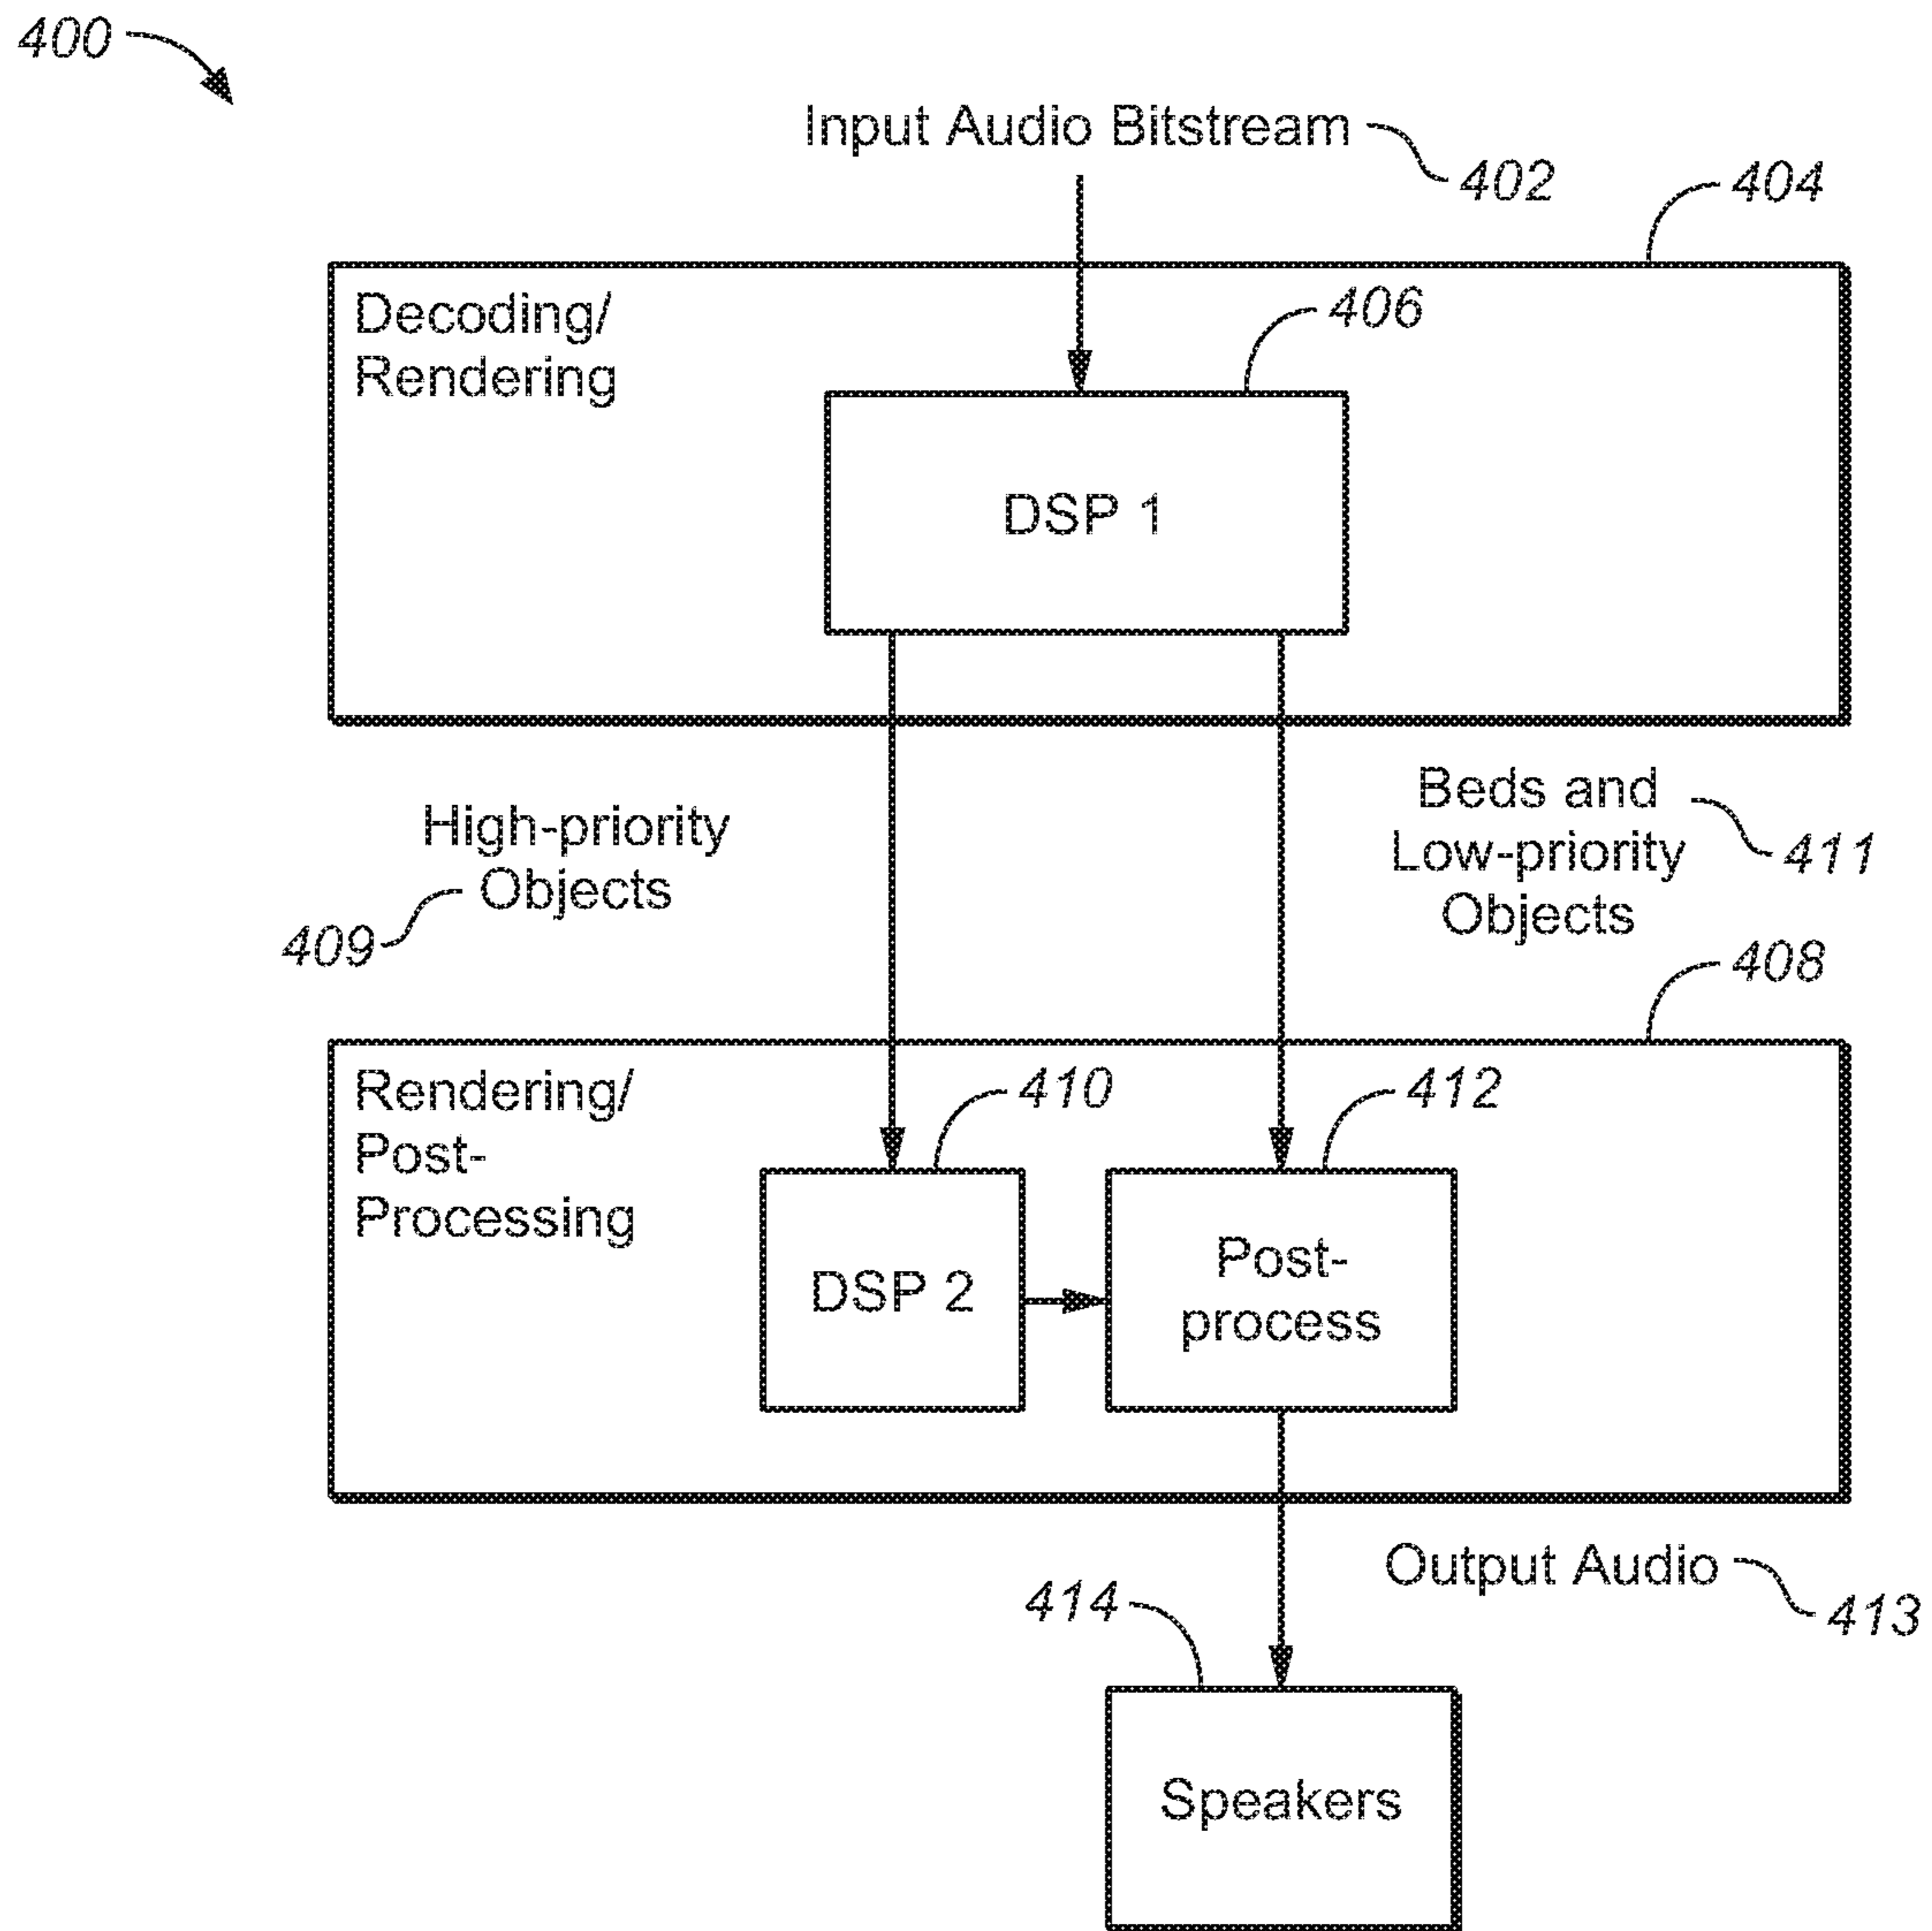 400
Input Audio Bitstream
402
404
Decoding/
Rendering
406
DSP 1
High-priority
Objects
409
Beds and
Low-priority
Objects
411
408
Rendering/
Post-
Processing
410
412
DSP 2
Post-
process
Output Audio
413
414
Speakers